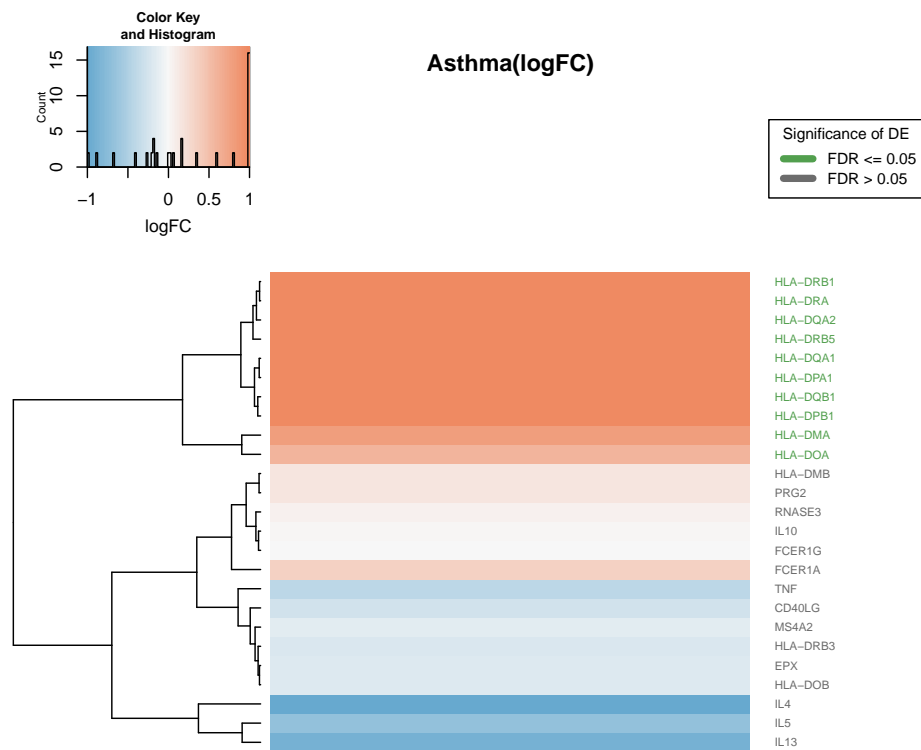 Color Key
and Histogram
Count
0
5
10
15
−1
0
0.5
1
logFC
Asthma(logFC)
Significance of DE
FDR <= 0.05
FDR > 0.05
HLA−DRB1
HLA−DRA
HLA−DQA2
HLA−DRB5
HLA−DQA1
HLA−DPA1
HLA−DQB1
HLA−DPB1
HLA−DMA
HLA−DOA
HLA−DMB
PRG2
RNASE3
IL10
FCER1G
FCER1A
TNF
CD40LG
MS4A2
HLA−DRB3
EPX
HLA−DOB
IL4
IL5
IL13